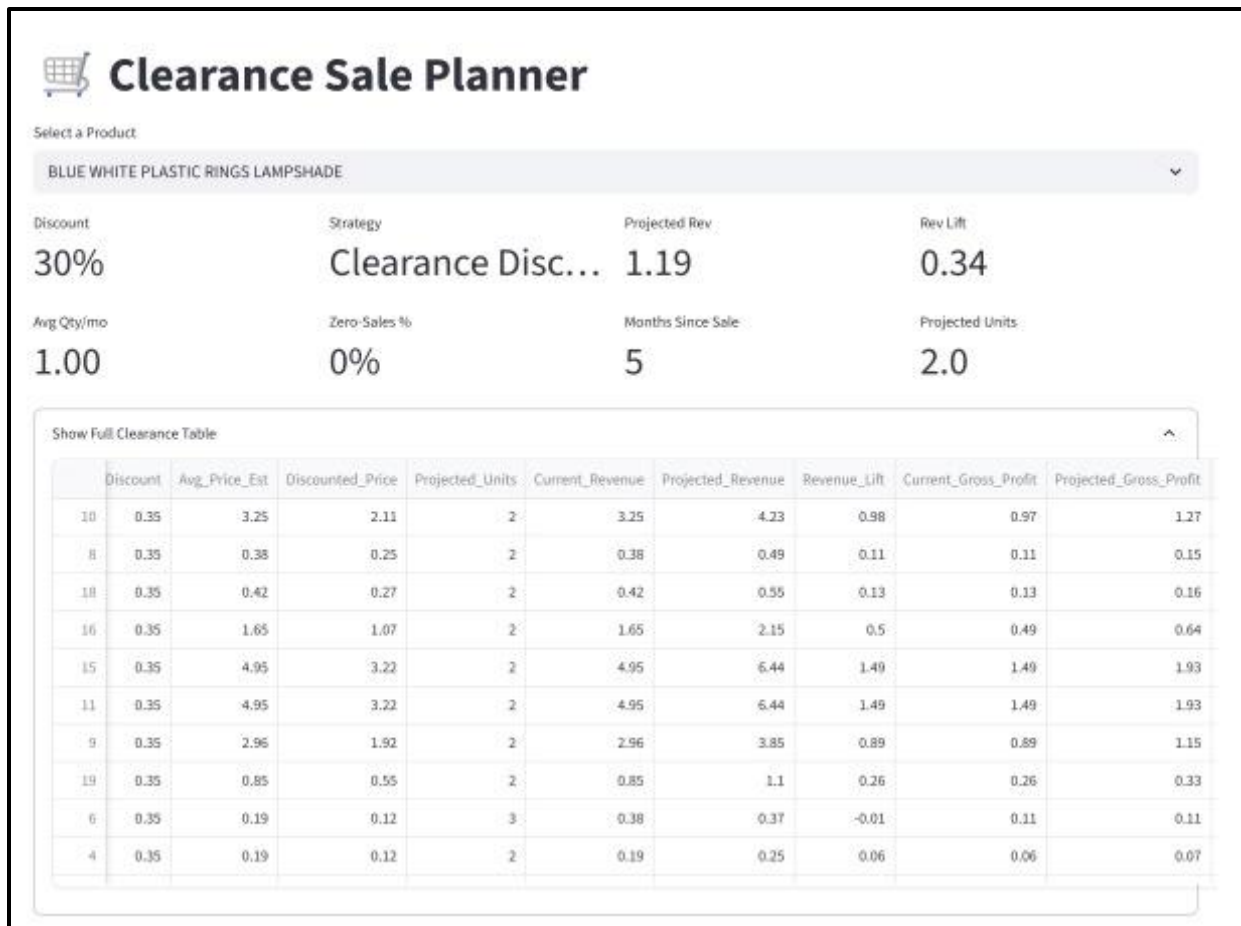 Clearance Sale Planner
Select a Product
BLUE WHITE PLASTIC RINGS LAMPSHADE
Discount Strategy Projected Rev Rev Lift
30% Clearance Disc... 1.19 0.34
Avg Qty/mo Zero-Sales % Months Since Sale Projected Units
1.00 0% 5 2.0
Show Full Clearance Table
Discount Avg_Price_Est Discounted_Price Projected_Units Current_Revenue Projected_Revenue Revenue_Lift Current_Gross_Profit Projected_Gross_Profit
10 0.35 3.25 2.11 2 3.25 4.23 0.98 0.97 1.27
8 0.35 0.38 0.25 2 0.38 0.49 0.11 0.11 0.15
18 0.35 0.42 0.27 2 0.42 0.55 0.13 0.13 0.16
16 0.35 1.65 1.07 2 1.65 2.15 0.5 0.49 0.64
15 0.35 4.95 3.22 2 4.95 6.44 1.49 1.49 1.93
11 0.35 4.95 3.22 2 4.95 6.44 1.49 1.49 1.93
9 0.35 2.96 1.92 2 2.96 3.85 0.89 0.89 1.15
19 0.35 0.85 0.55 2 0.85 1.1 0.26 0.26 0.33
6 0.35 0.19 0.12 3 0.38 0.37 -0.01 0.11 0.11
4 0.35 0.19 0.12 2 0.19 0.25 0.06 0.06 0.07